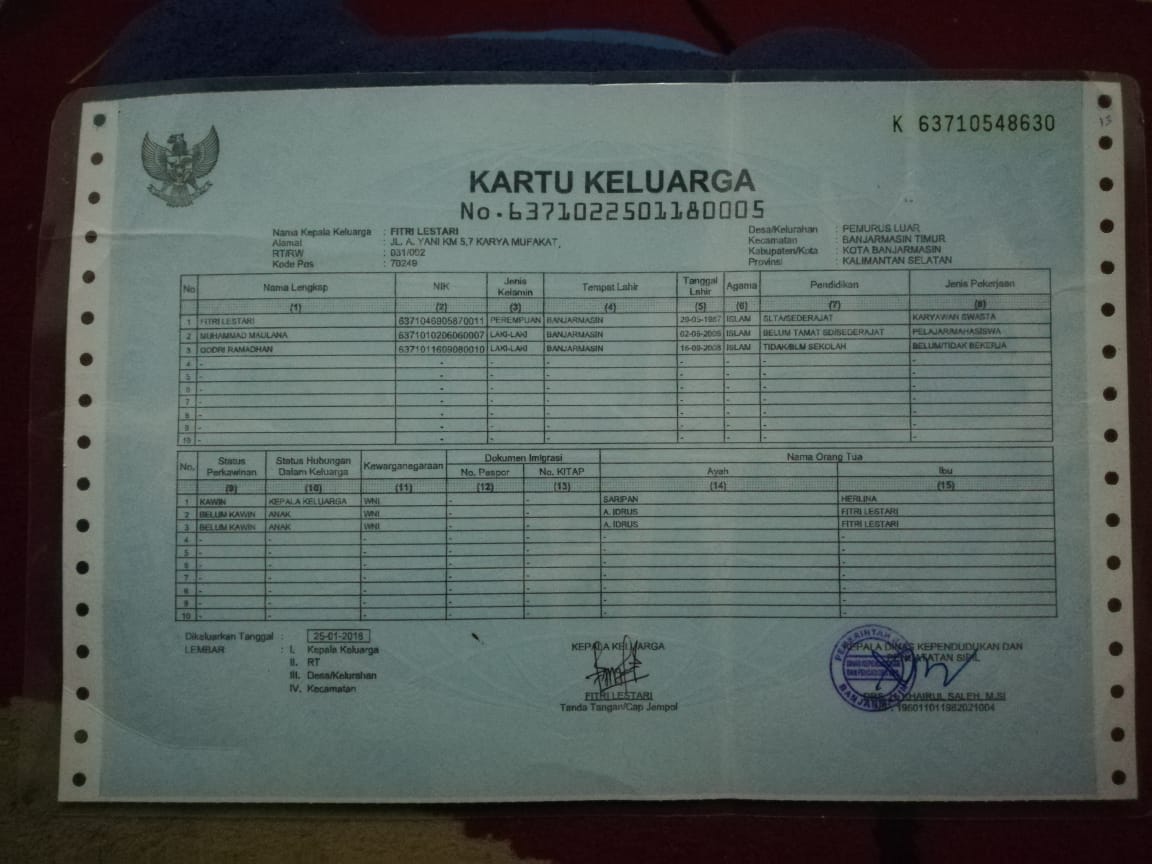 K 63710548630
13
KARTU KELUARGA
No. 6371022501180005
Nama Kepala Keluarga : FITRI LESTARI
Alamat : JL. A. YANI KM 5,7 KARYA MUFAKAT,
RT/RW : 031/002
Kode Pos : 70249
Desa/Kelurahan : PEMURUS LUAR
Kecamatan : BANJARMASIN TIMUR
Kabupaten/Kota : KOTA BANJARMASIN
Provinsi : KALIMANTAN SELATAN
No Nama Lengkap NIK Jenis Kelamin Tempat Lahir Tanggal Lahir Agama Pendidikan Jenis Pekerjaan
(1) (2) (3) (4) (5) (6) (7) (8)
1 FITRI LESTARI 6371046905870011 PEREMPUAN BANJARMASIN 29-05-1987 ISLAM SLTA/SEDERAJAT KARYAWAN SWASTA
2 MUHAMMAD MAULANA 6371010206060007 LAKI-LAKI BANJARMASIN 02-06-2006 ISLAM BELUM TAMAT SD/SEDERAJAT PELAJAR/MAHASISWA
3 GODRI RAMADHAN 6371011609080010 LAKI-LAKI BANJARMASIN 16-09-2008 ISLAM TIDAK/BLM SEKOLAH BELUM/TIDAK BEKERJA
4 - - - - - - - -
5 - - - - - - - -
6 - - - - - - - -
7 - - - - - - - -
8 - - - - - - - -
9 - - - - - - - -
10 - - - - - - - -
No. Status Perkawinan Status Hubungan Dalam Keluarga Kewarganegaraan Dokumen Imigrasi Nama Orang Tua
No. Paspor No. KITAP Ayah Ibu
(9) (10) (11) (12) (13) (14) (15)
1 KAWIN KEPALA KELUARGA WNI - - SARIPAN HERLINA
2 BELUM KAWIN ANAK WNI - - A. IDRUS FITRI LESTARI
3 BELUM KAWIN ANAK WNI - - A. IDRUS FITRI LESTARI
4 - - - - - - -
5 - - - - - - -
6 - - - - - - -
7 - - - - - - -
8 - - - - - - -
9 - - - - - - -
10 - - - - - - -
Dikeluarkan Tanggal : 25-01-2018
LEMBAR : I. Kepala Keluarga
II. RT
III. Desa/Kelurahan
IV. Kecamatan
KEPALA KELUARGA
FITRI LESTARI
Tanda Tangan/Cap Jempol
KEPALA DINAS KEPENDUDUKAN DAN
PENCATATAN SIPIL
KHAIRUL SALEH, M.SI
196011011982021004
PEMERINTAH
BANJARMASIN